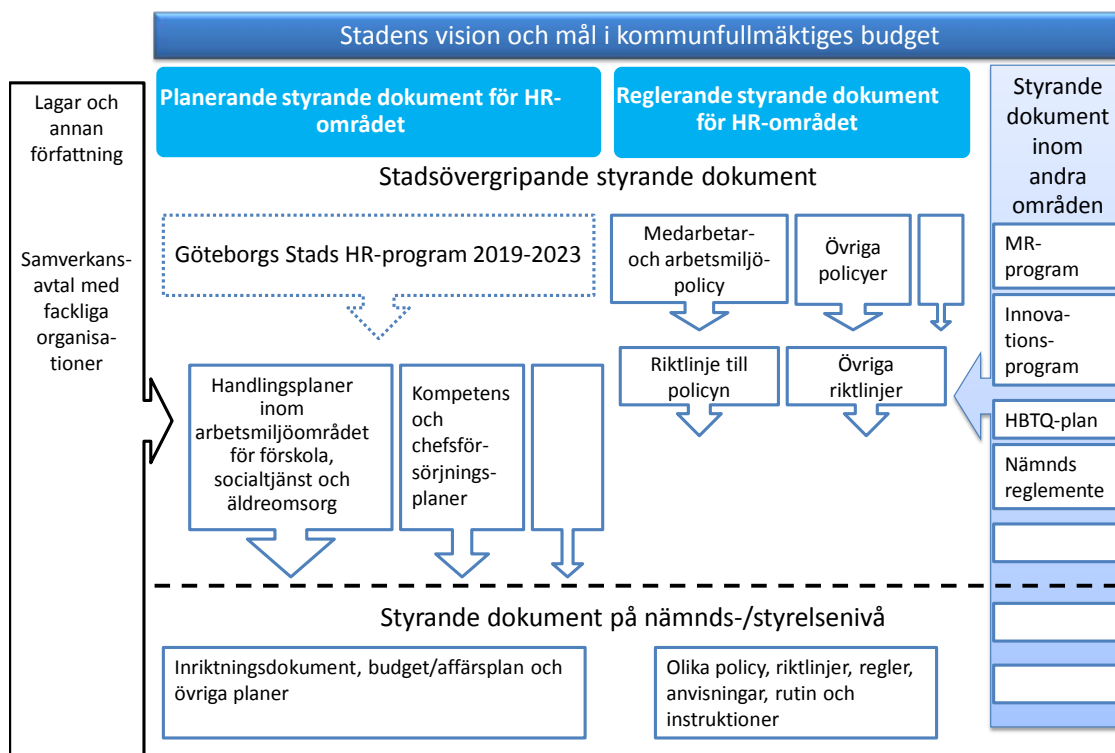 Stadens vision och mål i kommunfullmäktiges budget
Lagar och
annan
författning
Samverkans-
avtal med
fackliga
organisa-
tioner
Planerande styrande dokument för HR-
området
Reglerande styrande dokument
för HR-området
Stadsövergripande styrande dokument
Göteborgs Stads HR-program 2019-2023
Medarbetar-
och arbetsmiljö-
policy
Övriga
policyer
Riktlinje till
policyn
Övriga
riktlinjer
Handlingsplaner
inom
arbetsmiljöområdet
för förskola,
socialtjänst och
äldreomsorg
Kompetens
och
chefsför-
sörjnings-
planer
Styrande
dokument
inom
andra
områden
MR-
program
Innova-
tions-
program
HBTQ-plan
Nämnds
reglemente
Styrande dokument på nämnds-/styrelsenivå
Inriktningsdokument, budget/affärsplan och
övriga planer
Olika policy, riktlinjer, regler,
anvisningar, rutin och
instruktioner